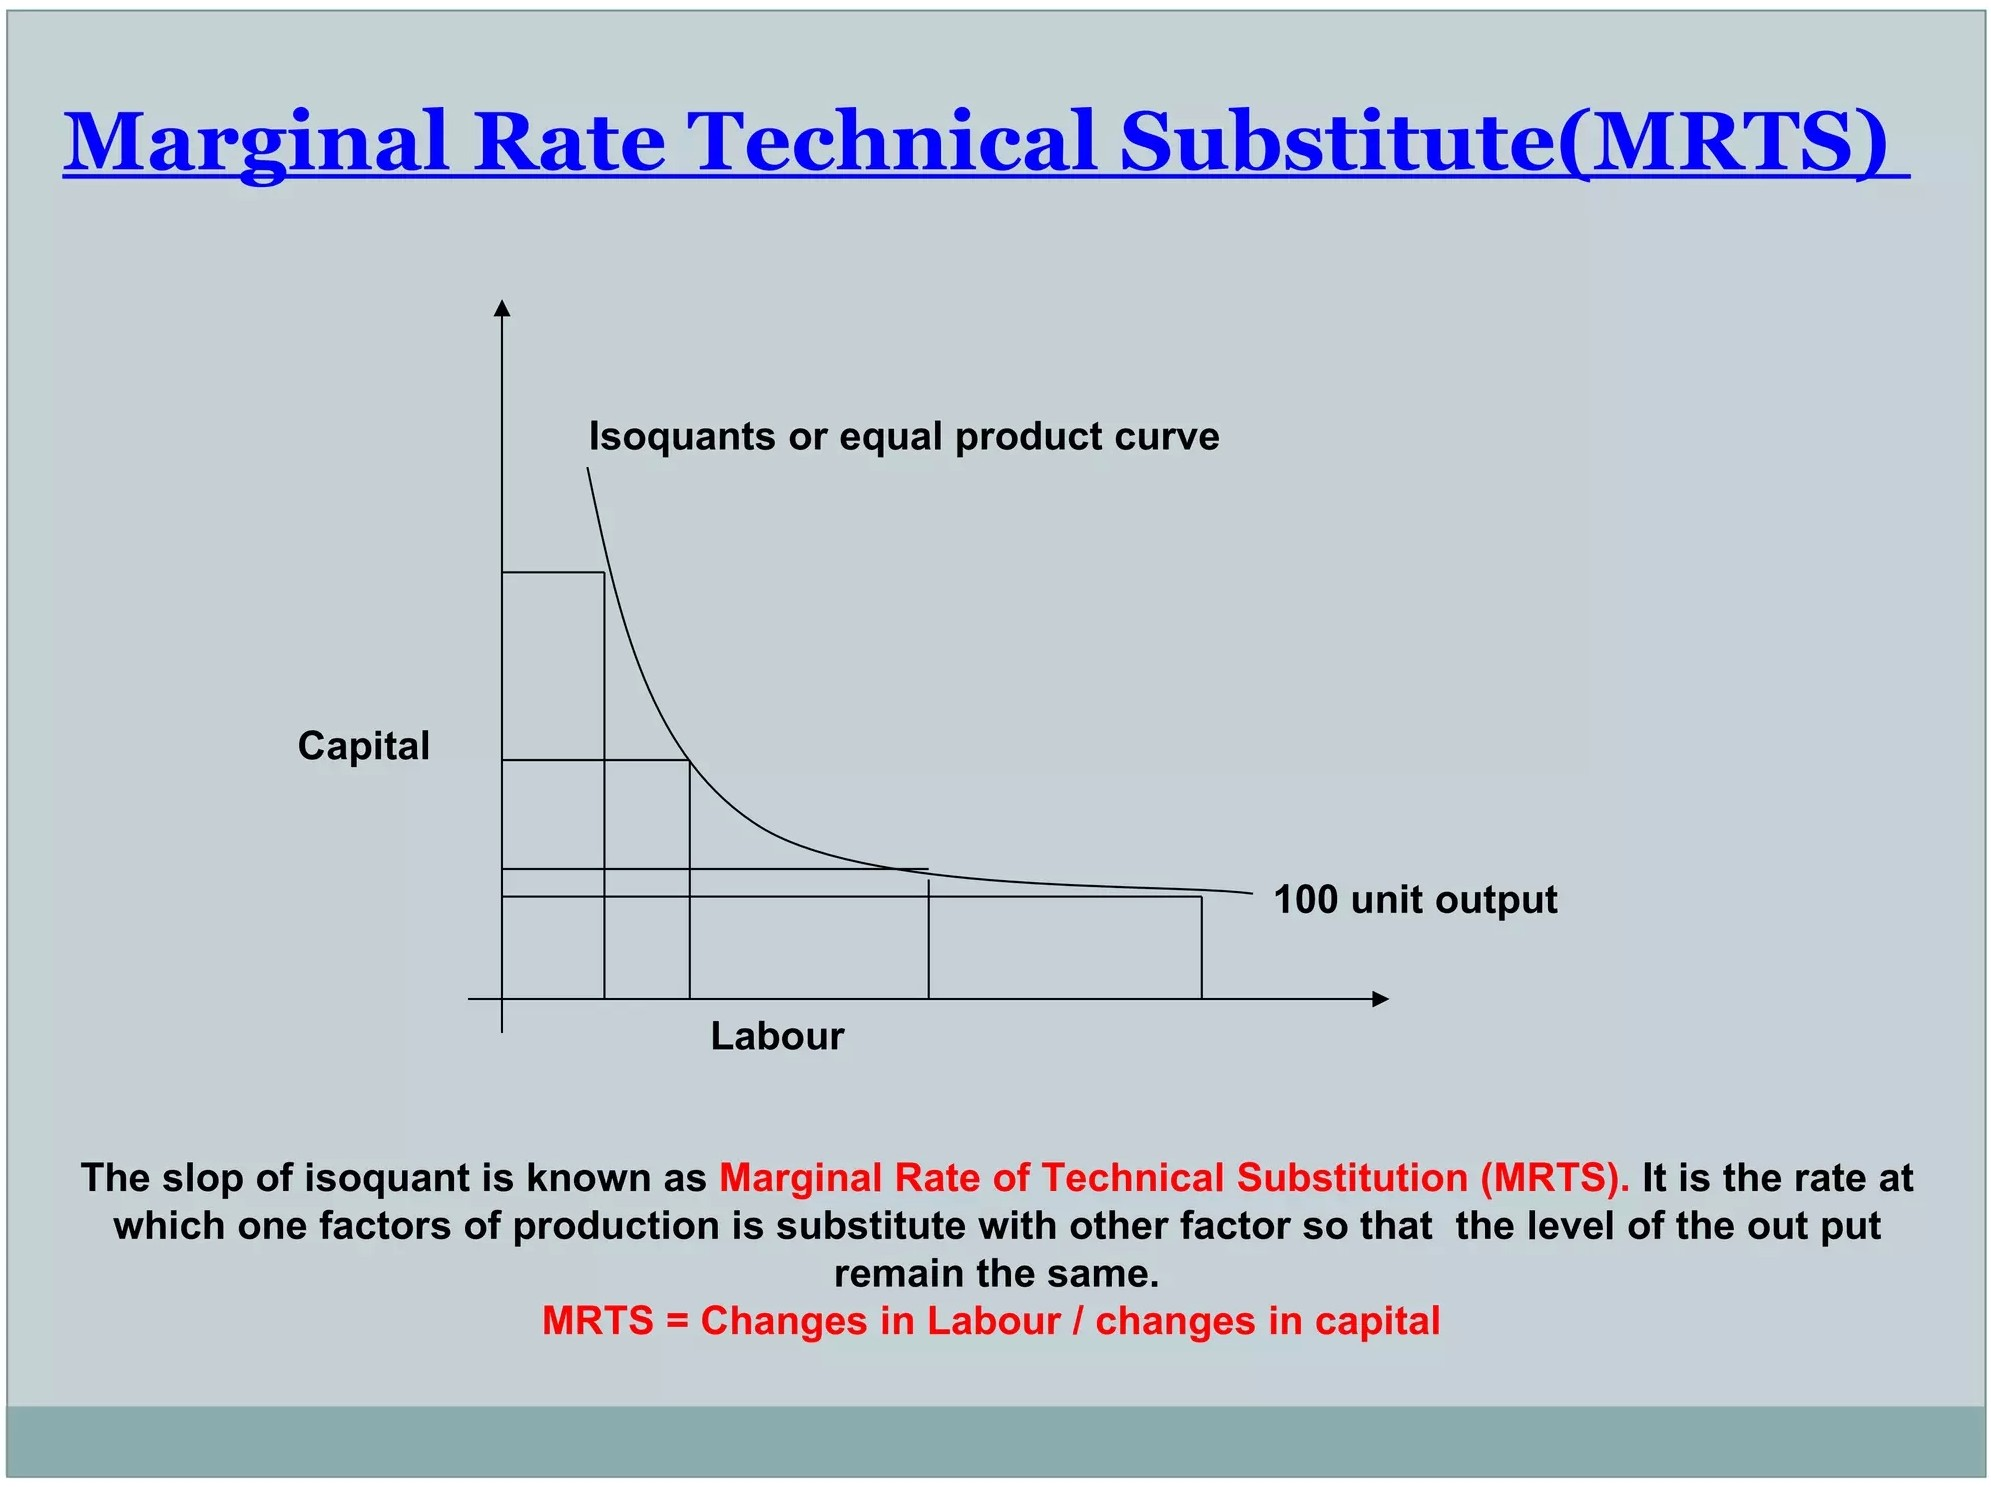 Marginal Rate Technical Substitute(MRTS)
Isoquants or equal product curve
Capital
100 unit output
Labour
The slop of isoquant is known as Marginal Rate of Technical Substitution (MRTS). It is the rate at
which one factors of production is substitute with other factor so that  the level of the out put
remain the same.
MRTS = Changes in Labour / changes in capital